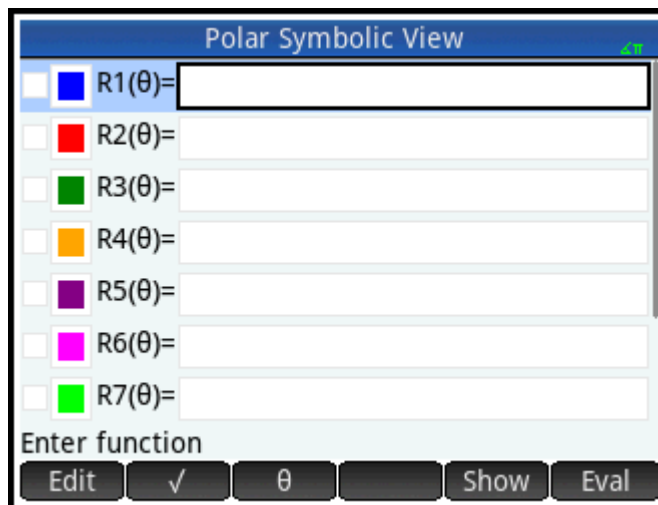 Polar Symbolic View ∡π
R1(θ)=
R2(θ)=
R3(θ)=
R4(θ)=
R5(θ)=
R6(θ)=
R7(θ)=
Enter function
Edit √ θ Show Eval